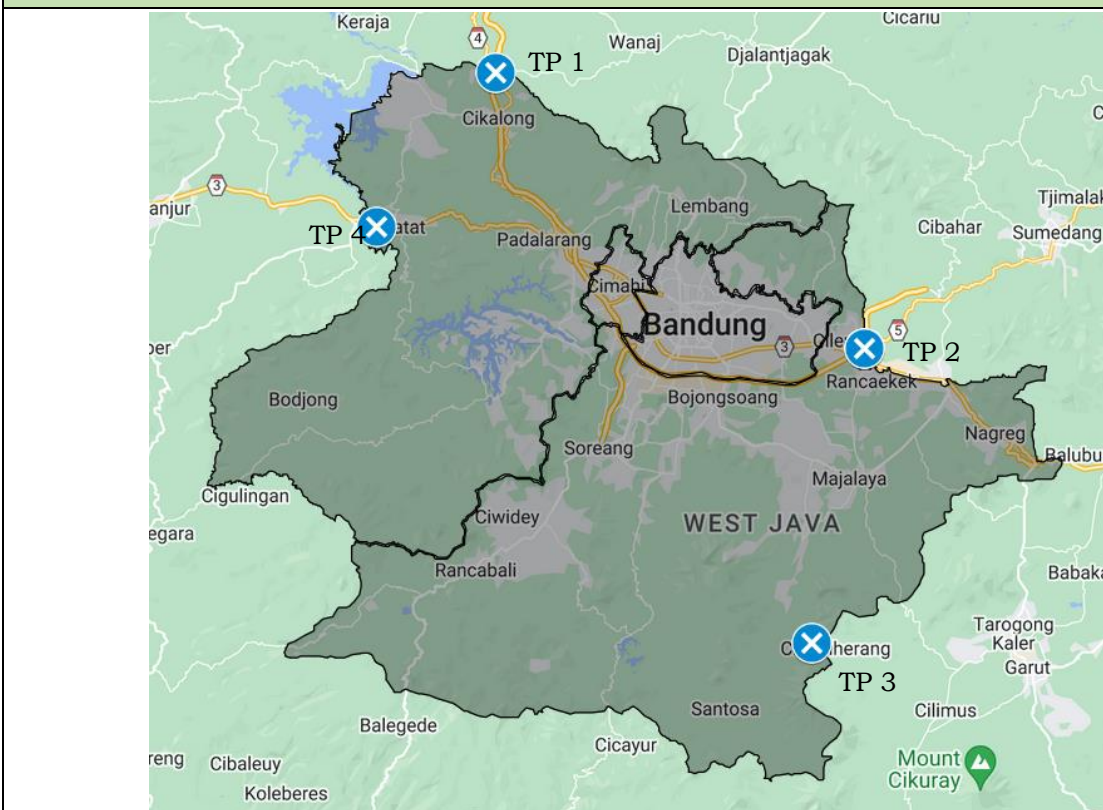 Keraja
Cicariu
4
Wanaj
TP 1
Djalantjagak
Cikalong
3
anjur
Lembang
Tjimalak
TP 4
atat
Padalarang
Cibahar
Sumedang
Cimahi
Bandung
3
5
TP 2
per
Rancaekek
Bodjong
Bojongsoang
Soreang
Nagreg
Balubu
Cigulingan
Majalaya
Ciwidey
WEST JAVA
egara
Rancabali
Babaka
Tarogong
Kaler
herang
Garut
TP 3
Santosa
Cilimus
Balegede
Cicayur
reng
Cibaleuy
Mount
Cikuray
Koleberes